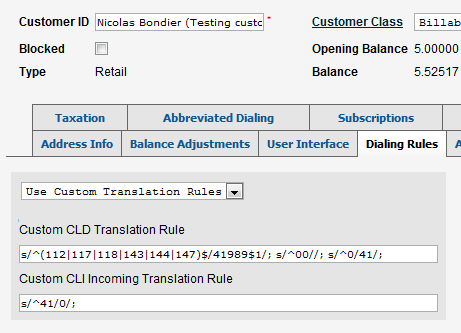 Customer ID Nicolas Bondier (Testing custc * Customer Class Billab
Blocked Opening Balance 5.00000
Type Retail Balance 5.52517
Taxation Abbreviated Dialing Subscriptions
Address Info Balance Adjustments User Interface Dialing Rules A
Use Custom Translation Rules
Custom CLD Translation Rule
s/^(112|117|118|143|144|147)$/41989$1/; s/^00//; s/^0/41/;
Custom CLI Incoming Translation Rule
s/^41/0/;